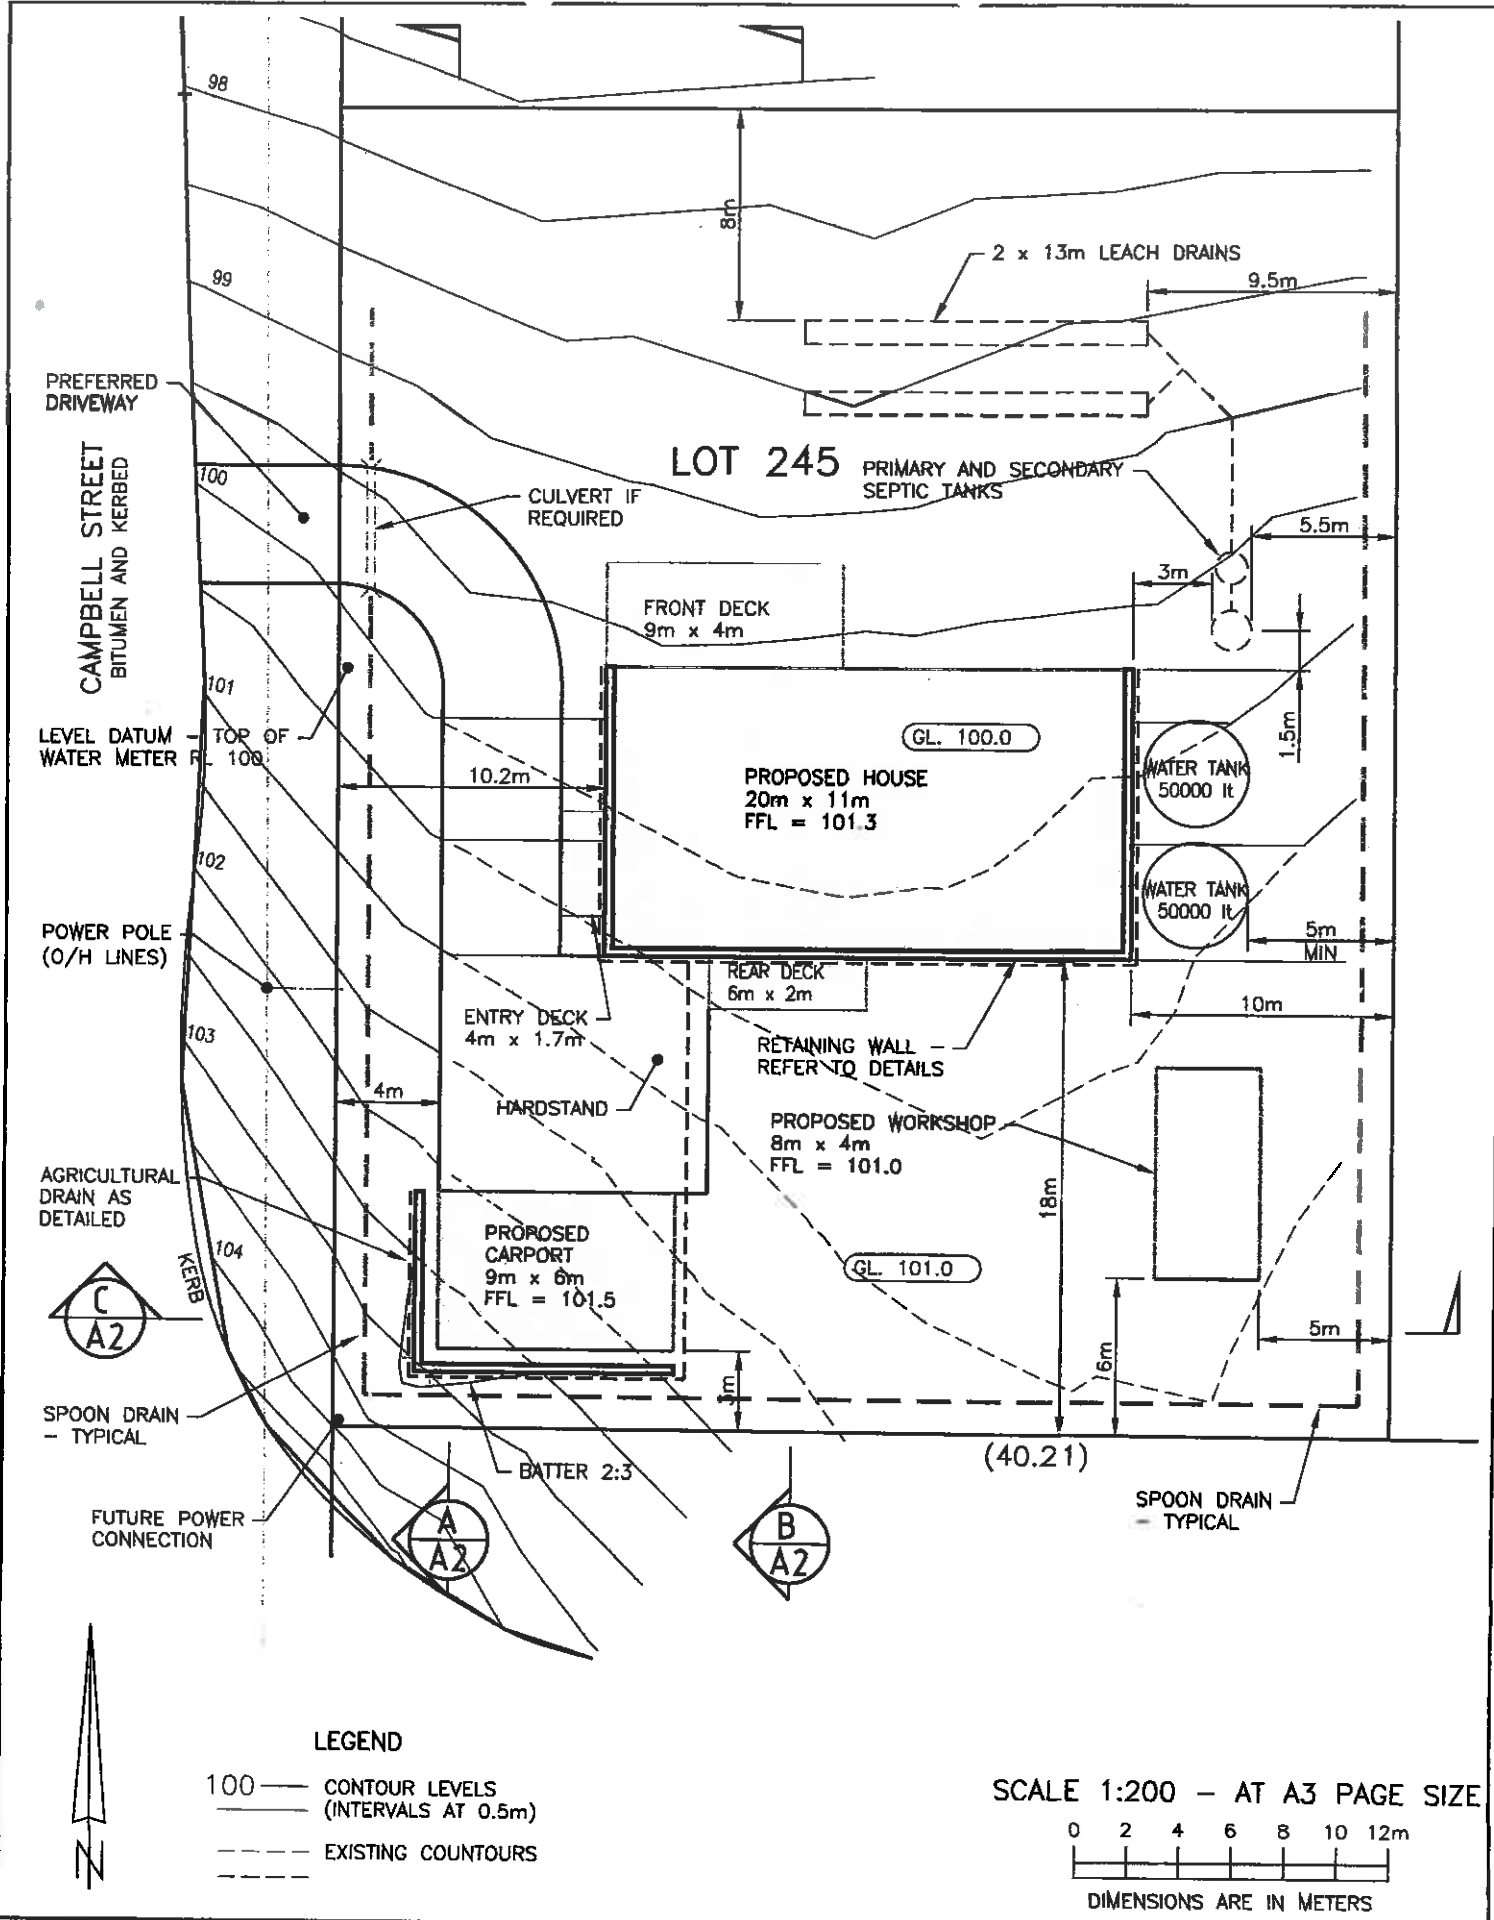 98
8m
2 x 13m LEACH DRAINS
9.5m
99
PREFERRED
DRIVEWAY
CAMPBELL STREET
BITUMEN AND KERBED
LOT 245
PRIMARY AND SECONDARY
SEPTIC TANKS
100
CULVERT IF
REQUIRED
5.5m
3m
FRONT DECK
9m x 4m
101
LEVEL DATUM - TOP OF
WATER METER RL 100
GL. 100.0
1.5m
10.2m
PROPOSED HOUSE
20m x 11m
FFL = 101.3
WATER TANK
50000 lt
102
WATER TANK
50000 lt
POWER POLE
(O/H LINES)
5m
MIN
REAR DECK
6m x 2m
10m
ENTRY DECK
4m x 1.7m
103
RETAINING WALL
REFER TO DETAILS
4m
HARDSTAND
PROPOSED WORKSHOP
8m x 4m
FFL = 101.0
AGRICULTURAL
DRAIN AS
DETAILED
18m
104
KERB
PROPOSED
CARPORT
9m x 6m
FFL = 101.5
GL. 101.0
C
A2
5m
6m
3m
SPOON DRAIN
- TYPICAL
(40.21)
BATTER 2:3
SPOON DRAIN
- TYPICAL
FUTURE POWER
CONNECTION
A
A2
B
A2
LEGEND
100
CONTOUR LEVELS
(INTERVALS AT 0.5m)
EXISTING COUNTOURS
N
SCALE 1:200 - AT A3 PAGE SIZE
0 2 4 6 8 10 12m
DIMENSIONS ARE IN METERS